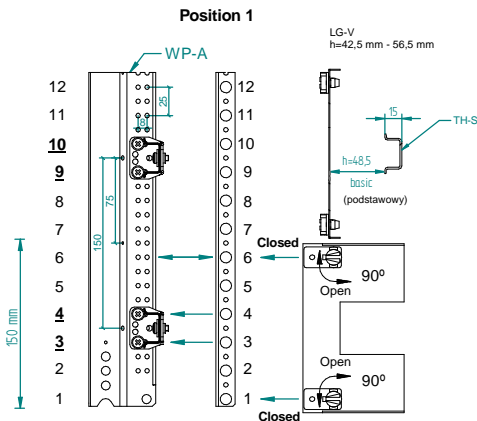 Position 1
WP-A
LG-V
h=42,5 mm - 56,5 mm
12
11
10
9
8
7
6
5
4
3
2
1
25
8
75
150
150 mm
12
11
10
9
8
7
6
5
4
3
2
1
15
TH-S
h=48,5
basic
(podstawowy)
Closed
90º
Open
Open
90º
Closed